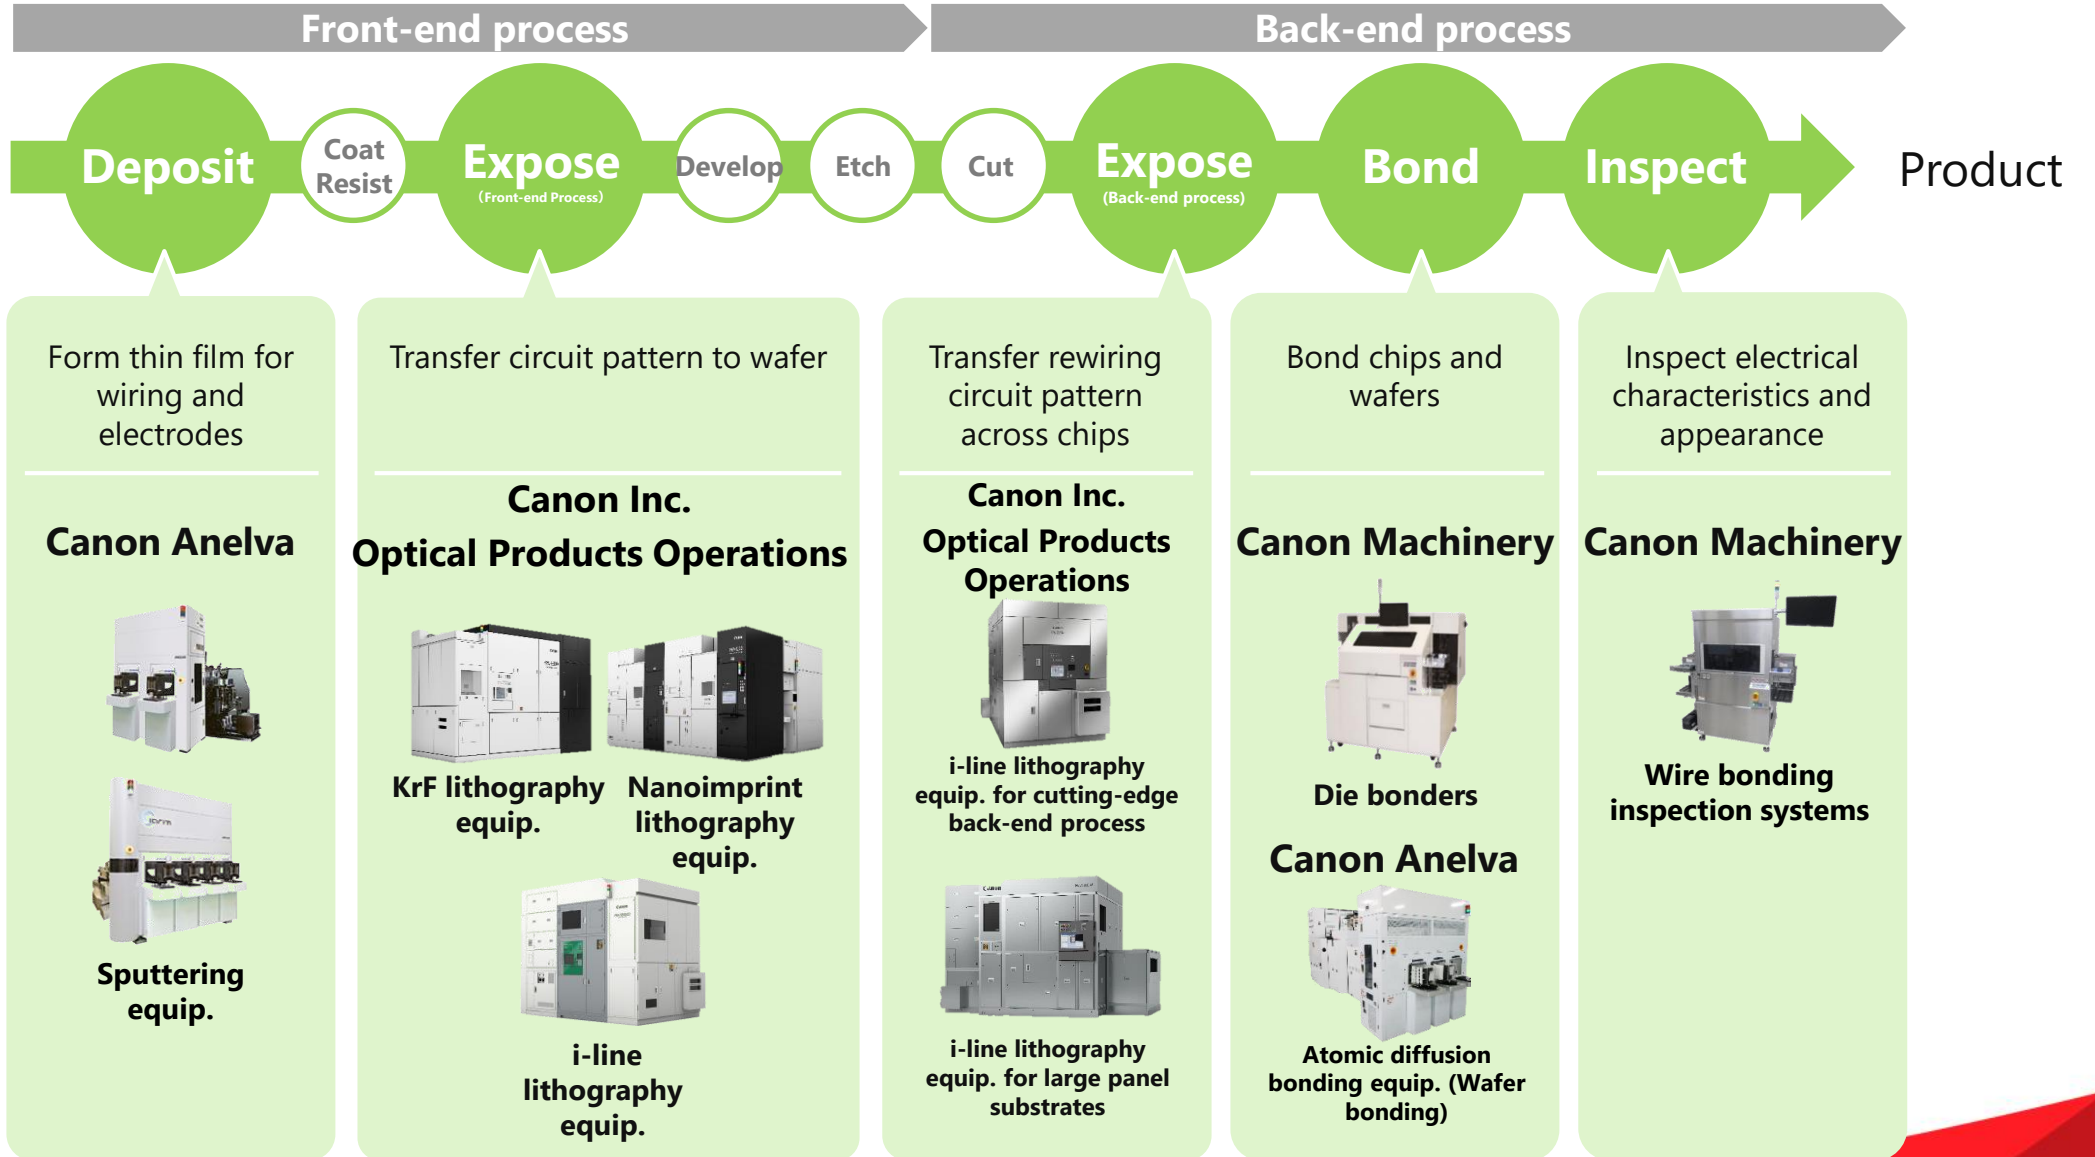 Front-end process
Back-end process
Deposit
Coat
Resist
Expose
(Front-end Process)
Develop
Etch
Cut
Expose
(Back-end process)
Bond
Inspect
Product
Form thin film for
wiring and
electrodes
Canon Anelva
Sputtering
equip.
Transfer circuit pattern to wafer
Canon Inc.
Optical Products Operations
KrF lithography
equip.
Nanoimprint
lithography
equip.
i-line
lithography
equip.
Transfer rewiring
circuit pattern
across chips
Canon Inc.
Optical Products
Operations
i-line lithography
equip. for cutting-edge
back-end process
i-line lithography
equip. for large panel
substrates
Bond chips and
wafers
Canon Machinery
Die bonders
Canon Anelva
Atomic diffusion
bonding equip. (Wafer
bonding)
Inspect electrical
characteristics and
appearance
Canon Machinery
Wire bonding
inspection systems